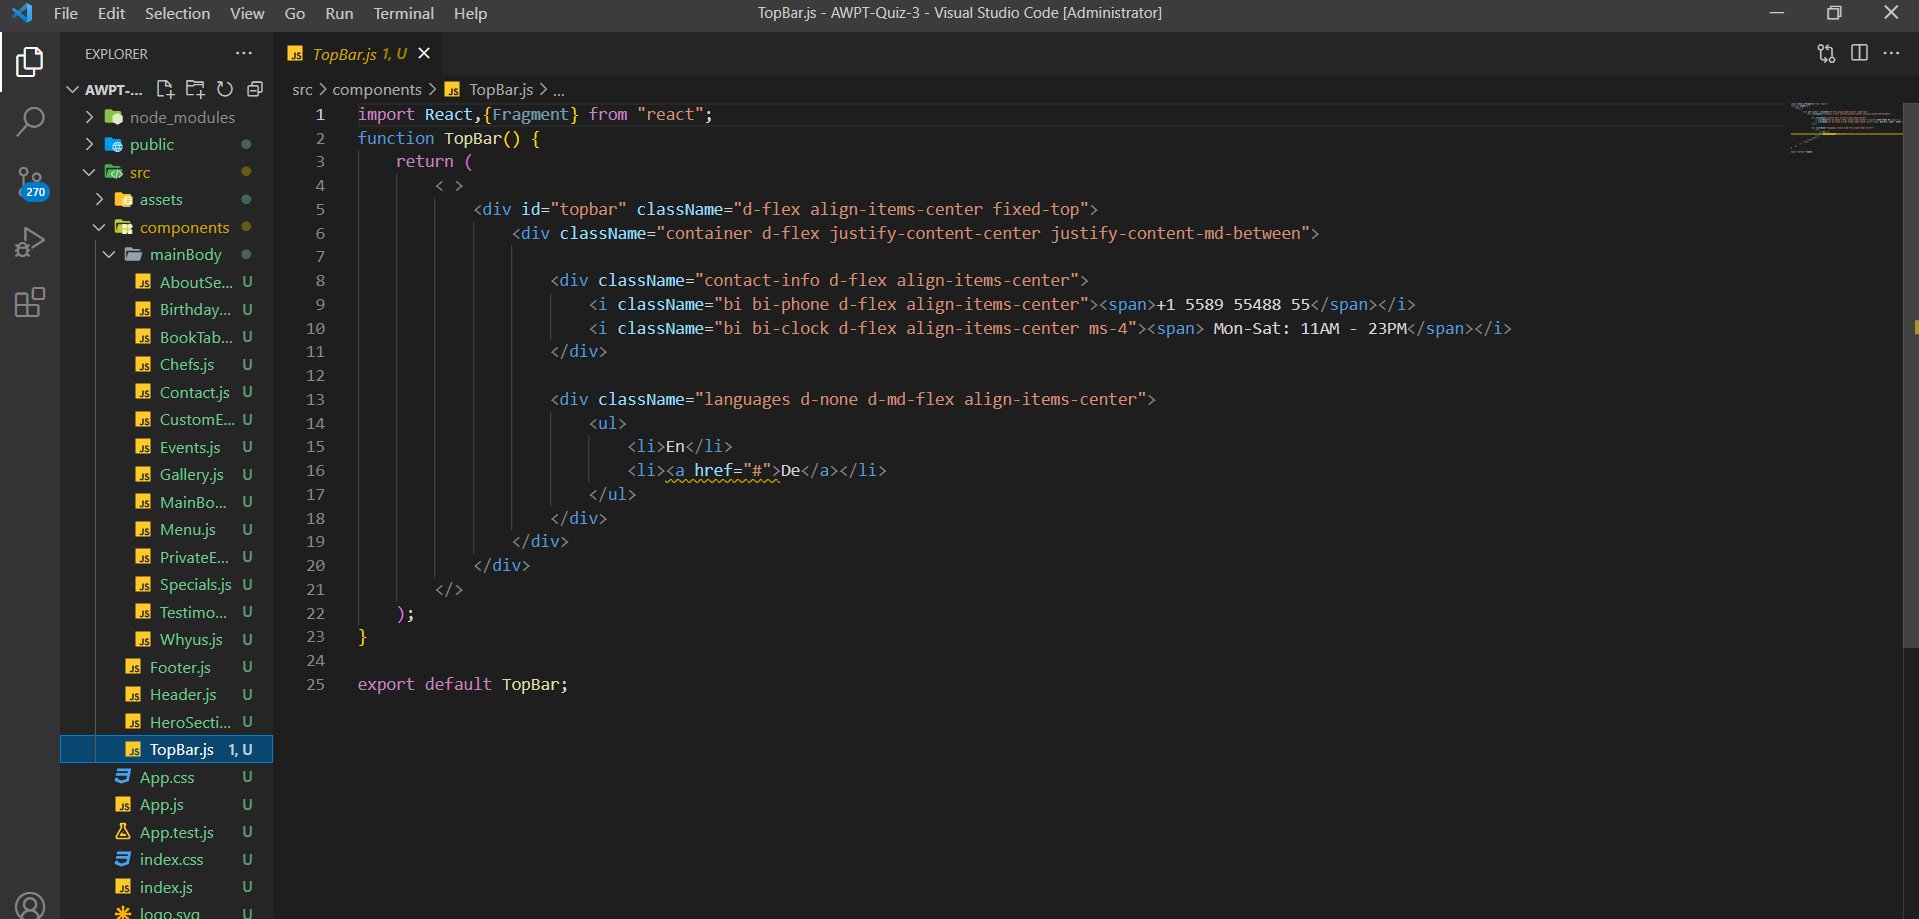 File Edit Selection View Go Run Terminal Help
TopBar.js - AWPT-Quiz-3 - Visual Studio Code [Administrator]
EXPLORER ...
AWPT-...
node_modules
public
src
assets
components
mainBody
AboutSe... U
Birthday... U
BookTab... U
Chefs.js U
Contact.js U
CustomE... U
Events.js U
Gallery.js U
MainBo... U
Menu.js U
PrivateE... U
Specials.js U
Testimo... U
Whyus.js U
Footer.js U
Header.js U
HeroSecti... U
TopBar.js 1, U
App.css U
App.js U
App.test.js U
index.css U
index.js U
logo.svg U
270
TopBar.js 1, U
src > components > TopBar.js > ...
1 import React,{Fragment} from "react";
2 function TopBar() {
3 return (
4 < >
5 <div id="topbar" className="d-flex align-items-center fixed-top">
6 <div className="container d-flex justify-content-center justify-content-md-between">
7
8 <div className="contact-info d-flex align-items-center">
9 <i className="bi bi-phone d-flex align-items-center"><span>+1 5589 55488 55</span></i>
10 <i className="bi bi-clock d-flex align-items-center ms-4"><span> Mon-Sat: 11AM - 23PM</span></i>
11 </div>
12
13 <div className="languages d-none d-md-flex align-items-center">
14 <ul>
15 <li>En</li>
16 <li><a href="#">De</a></li>
17 </ul>
18 </div>
19 </div>
20 </div>
21 </>
22 );
23 }
24
25 export default TopBar;